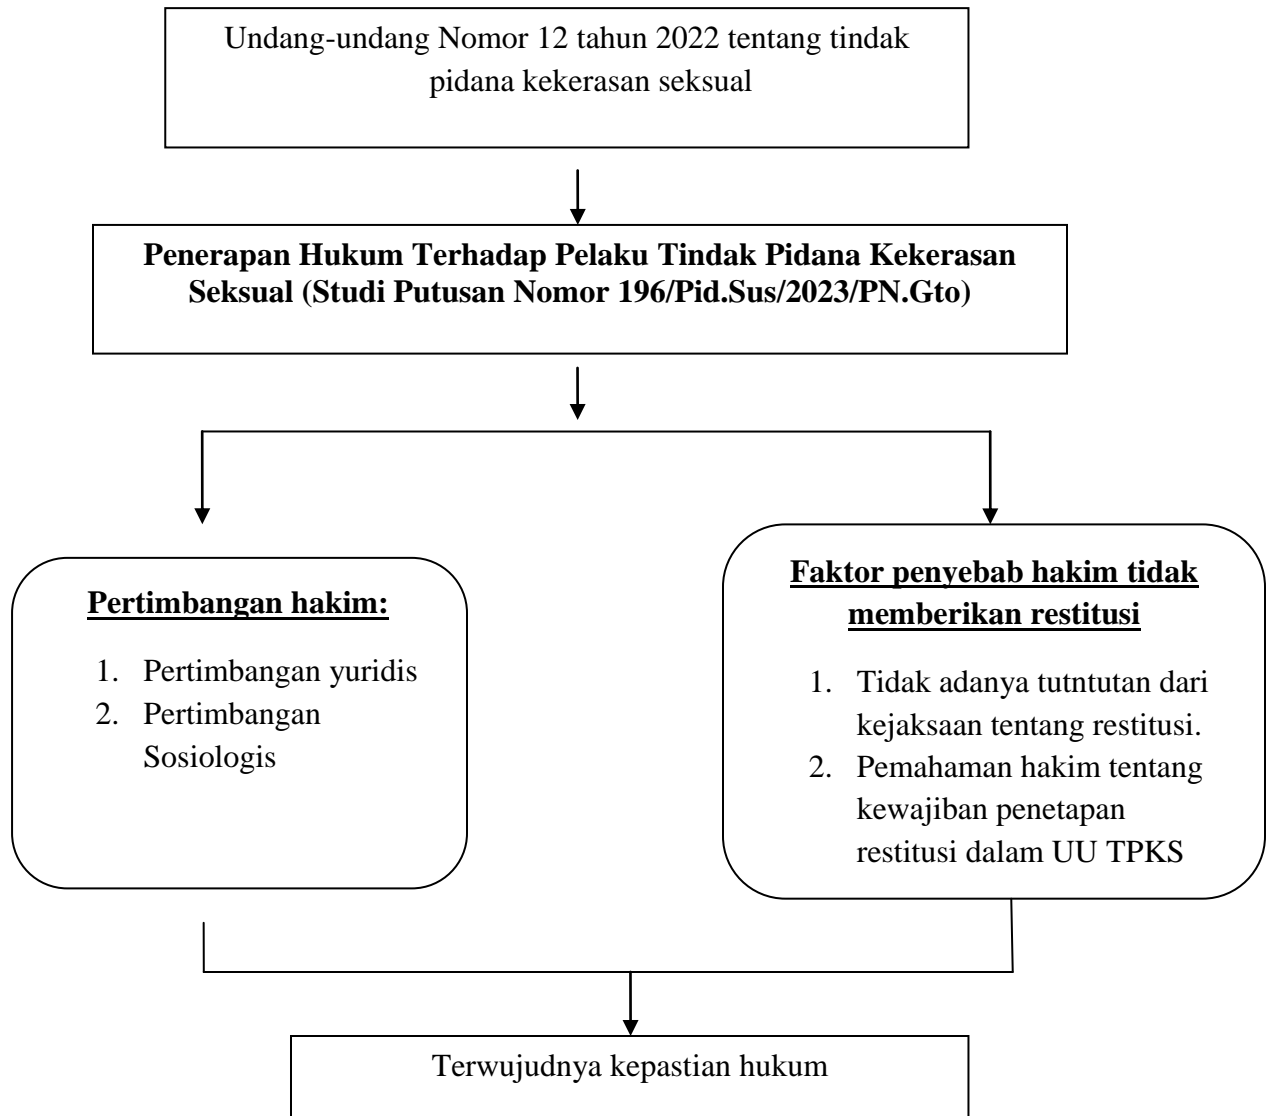 Undang-undang Nomor 12 tahun 2022 tentang tindak
pidana kekerasan seksual
Penerapan Hukum Terhadap Pelaku Tindak Pidana Kekerasan
Seksual (Studi Putusan Nomor 196/Pid.Sus/2023/PN.Gto)
Pertimbangan hakim:
1. Pertimbangan yuridis
2. Pertimbangan
Sosiologis
Faktor penyebab hakim tidak
memberikan restitusi
1. Tidak adanya tutntutan dari
kejaksaan tentang restitusi.
2. Pemahaman hakim tentang
kewajiban penetapan
restitusi dalam UU TPKS
Terwujudnya kepastian hukum